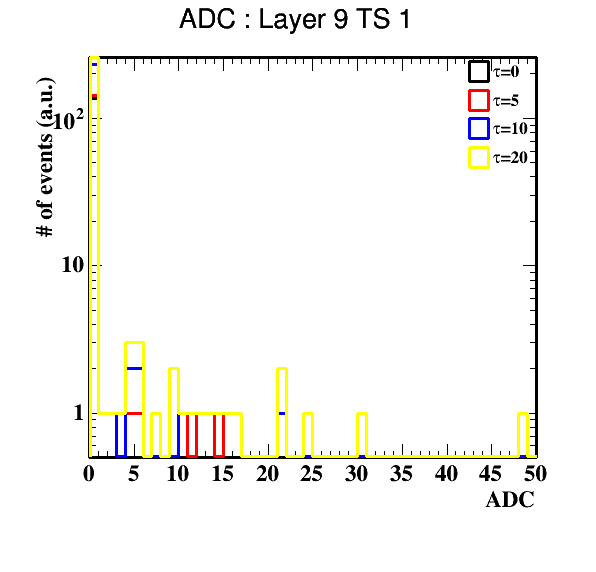 ADC : Layer 9 TS 1
# of events (a.u.)
10²
10
1
τ=0
τ=5
τ=10
τ=20
0 5 10 15 20 25 30 35 40 45 50
ADC